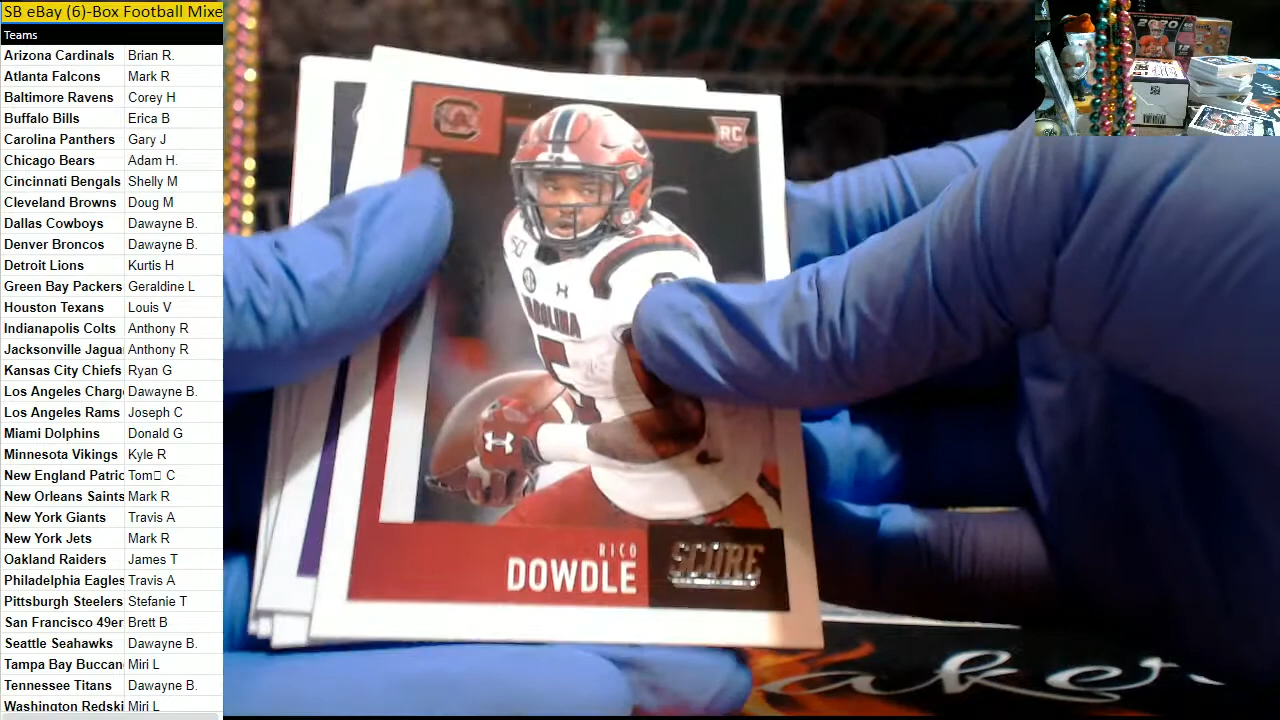 SB eBay (6)-Box Football Mixe
Teams
Arizona Cardinals Brian R.
Atlanta Falcons Mark R
Baltimore Ravens Corey H
Buffalo Bills Erica B
Carolina Panthers Gary J
Chicago Bears Adam H.
Cincinnati Bengals Shelly M
Cleveland Browns Doug M
Dallas Cowboys Dawayne B.
Denver Broncos Dawayne B.
Detroit Lions Kurtis H
Green Bay Packers Geraldine L
Houston Texans Louis V
Indianapolis Colts Anthony R
Jacksonville Jagua Anthony R
Kansas City Chiefs Ryan G
Los Angeles Charg Dawayne B.
Los Angeles Rams Joseph C
Miami Dolphins Donald G
Minnesota Vikings Kyle R
New England Patric Tom C
New Orleans Saints Mark R
New York Giants Travis A
New York Jets Mark R
Oakland Raiders James T
Philadelphia Eagles Travis A
Pittsburgh Steelers Stefanie T
San Francisco 49er Brett B
Seattle Seahawks Dawayne B.
Tampa Bay Buccan Miri L
Tennessee Titans Dawayne B.
Washington Redski Miri L
C
RC
150
SEC
CAROLINA
5
RICO
DOWDLE
SCORE
2020